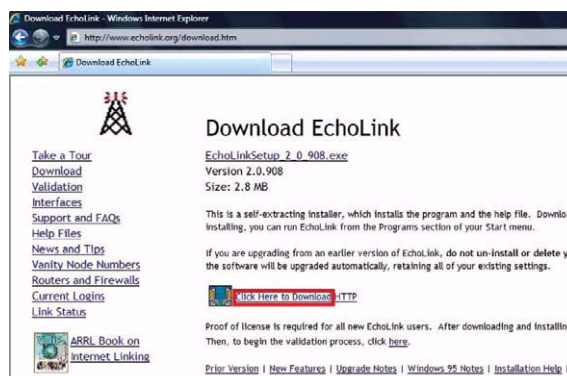 Download EchoLink - Windows Internet Explorer
http://www.echolink.org/download.htm
Download EchoLink
Take a Tour
Download
Validation
Interfaces
Support and FAQs
Help Files
News and Tips
Vanity Node Numbers
Routers and Firewalls
Current Logins
Link Status
ARRL Book on
Internet Linking
Download EchoLink
EchoLinkSetup_2_0_908.exe
Version 2.0.908
Size: 2.8 MB
This is a self-extracting installer, which installs the program and the help file. Downlo
installing, you can run EchoLink from the Programs section of your Start menu.
If you are upgrading from an earlier version of EchoLink, do not un-install or delete y
the software will be upgraded automatically, retaining all of your existing settings.
Click Here to Download HTTP
Proof of license is required for all new EchoLink users. After downloading and installin
Then, to begin the validation process, click here.
Prior Version | New Features | Upgrade Notes | Windows 95 Notes | Installation Help |